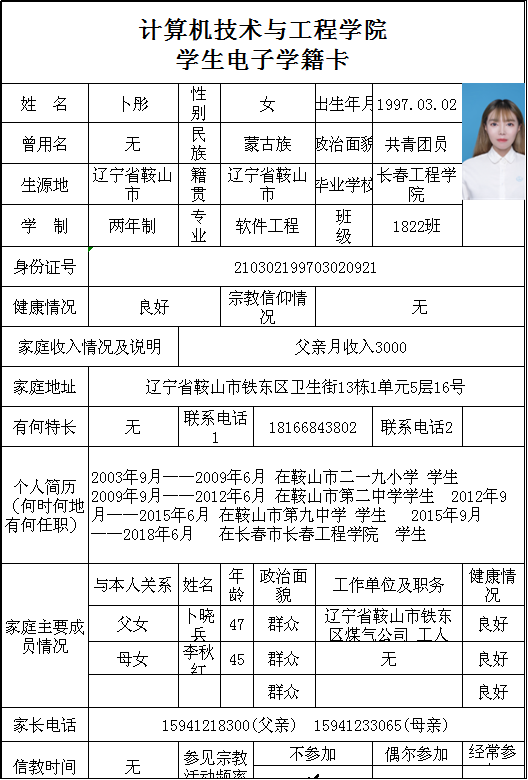 计算机技术与工程学院
学生电子学籍卡
姓 名 卜彤 性别 女 出生年月 1997.03.02
曾用名 无 民族 蒙古族 政治面貌 共青团员
生源地 辽宁省鞍山市 籍贯 辽宁省鞍山市 毕业学校 长春工程学院
学 制 两年制 专业 软件工程 班级 1822班
身份证号 210302199703020921
健康情况 良好 宗教信仰情况 无
家庭收入情况及说明 父亲月收入3000
家庭地址 辽宁省鞍山市铁东区卫生街13栋1单元5层16号
有何特长 无 联系电话1 18166843802 联系电话2
个人简历（何时何地有何任职）
2003年9月——2009年6月 在鞍山市二一九小学 学生
2009年9月——2012年6月 在鞍山市第二中学学生 2012年9
月——2015年6月 在鞍山市第九中学 学生 2015年9月
——2018年6月 在长春市长春工程学院 学生
家庭主要成员情况
与本人关系 姓名 年龄 政治面貌 工作单位及职务 健康情况
父女 卜晓兵 47 群众 辽宁省鞍山市铁东区煤气公司 工人 良好
母女 李秋红 45 群众 无 良好
群众 良好
家长电话 15941218300(父亲) 15941233065(母亲)
信教时间 无 参见宗教活动频率 不参加 偶尔参加 经常参